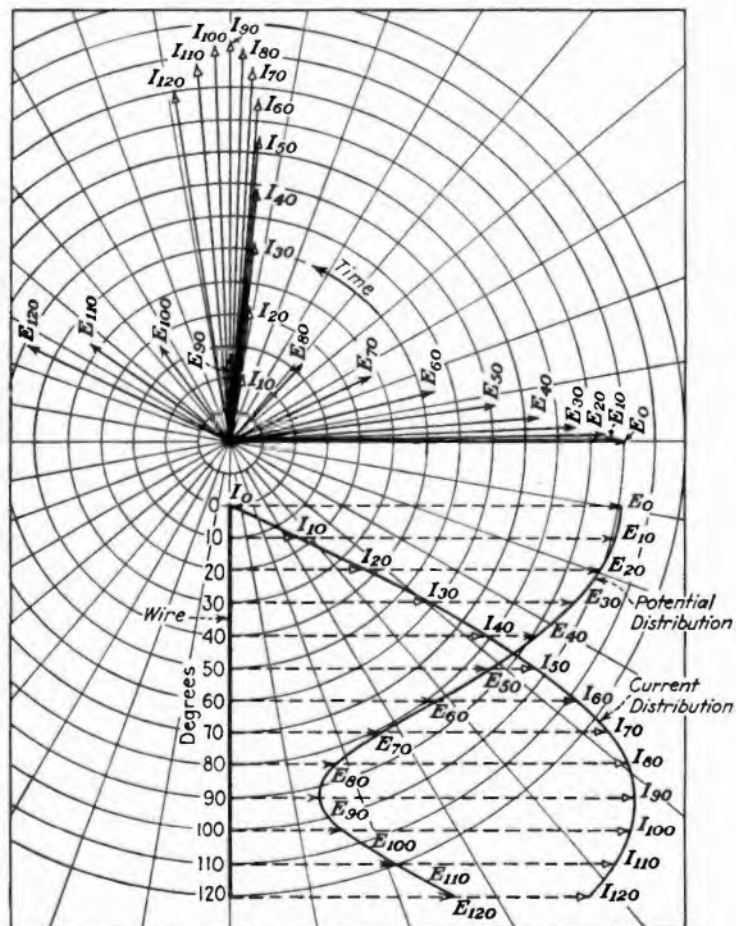 I90
I100
I80
I110
I70
I120
I60
I50
I40
I30
Time
I20
E120
E110
E100
E90
E80
I10
E70
E60
E50
E40
E30
E20
E10
E0
0 I0 E0
10 I10 E10
20 I20 E20
30 I30 E30
Potential Distribution
Wire
40 I40 E40
50 E50 I50
60 E60 I60
Current Distribution
Degrees
70 E70 I70
80 E80 I80
90 E90 I90
100 E100 I100
110 E110 I110
120 E120 I120